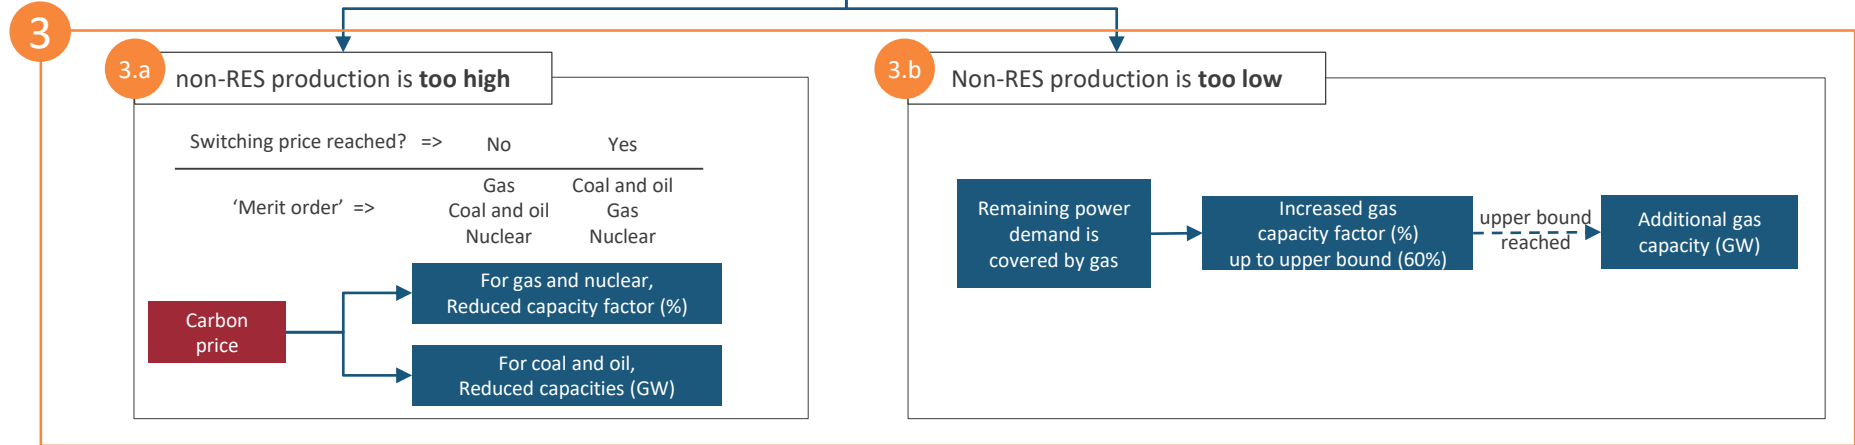 3
3.a
non-RES production is too high
Switching price reached? => No Yes
'Merit order' =>
Gas
Coal and oil
Nuclear
Coal and oil
Gas
Nuclear
Carbon
price
For gas and nuclear,
Reduced capacity factor (%)
For coal and oil,
Reduced capacities (GW)
3.b
Non-RES production is too low
Remaining power
demand is
covered by gas
Increased gas
capacity factor (%)
up to upper bound (60%)
upper bound
reached
Additional gas
capacity (GW)